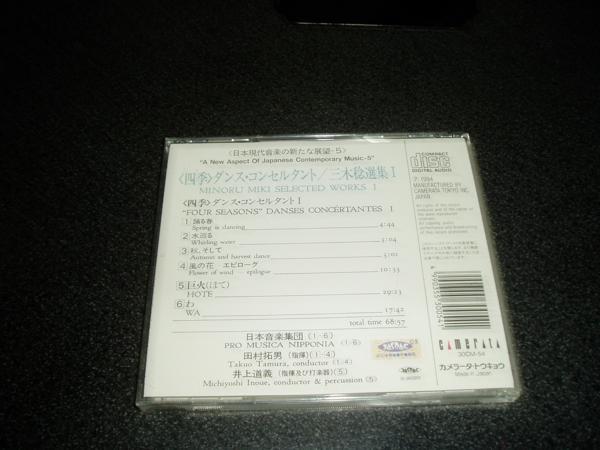 〈日本現代音楽の新たな展望-5〉
"A New Aspect Of Japanese Contemporary Music-5"
〈四季〉ダンス・コンセルタント/三木稔選集 I
MINORU MIKI SELECTED WORKS I
〈四季〉ダンス・コンセルタント I
"FOUR SEASONS" DANSES CONCÉRTANTES I
1 踊る春
Spring is dancing 4:44
2 水巡る
Whirling water 3:04
3 秋、そして
Autumn and harvest dance 3:02
4 風の花-エピローグ
Flower of wind — epilogue 10:33
5 巨火(ほて)
HOTE 29:23
6 わ
WA 17:42
total time 68:57
日本音楽集団(1-6)
PRO MUSICA NIPPONIA (1-6)
田村拓男(指揮)(1-4)
Takuo Tamura, conductor (1-4)
井上道義(指揮及び打楽器)(5)
Michiyoshi Inoue, conductor & percussion (5)
COMPACT
disc
DIGITAL AUDIO
MANUFACTURED BY
CAMERATA TOKYO INC.
JAPAN
camerata
30CM-54
カメラータ・トウキョウ
Made in Japan